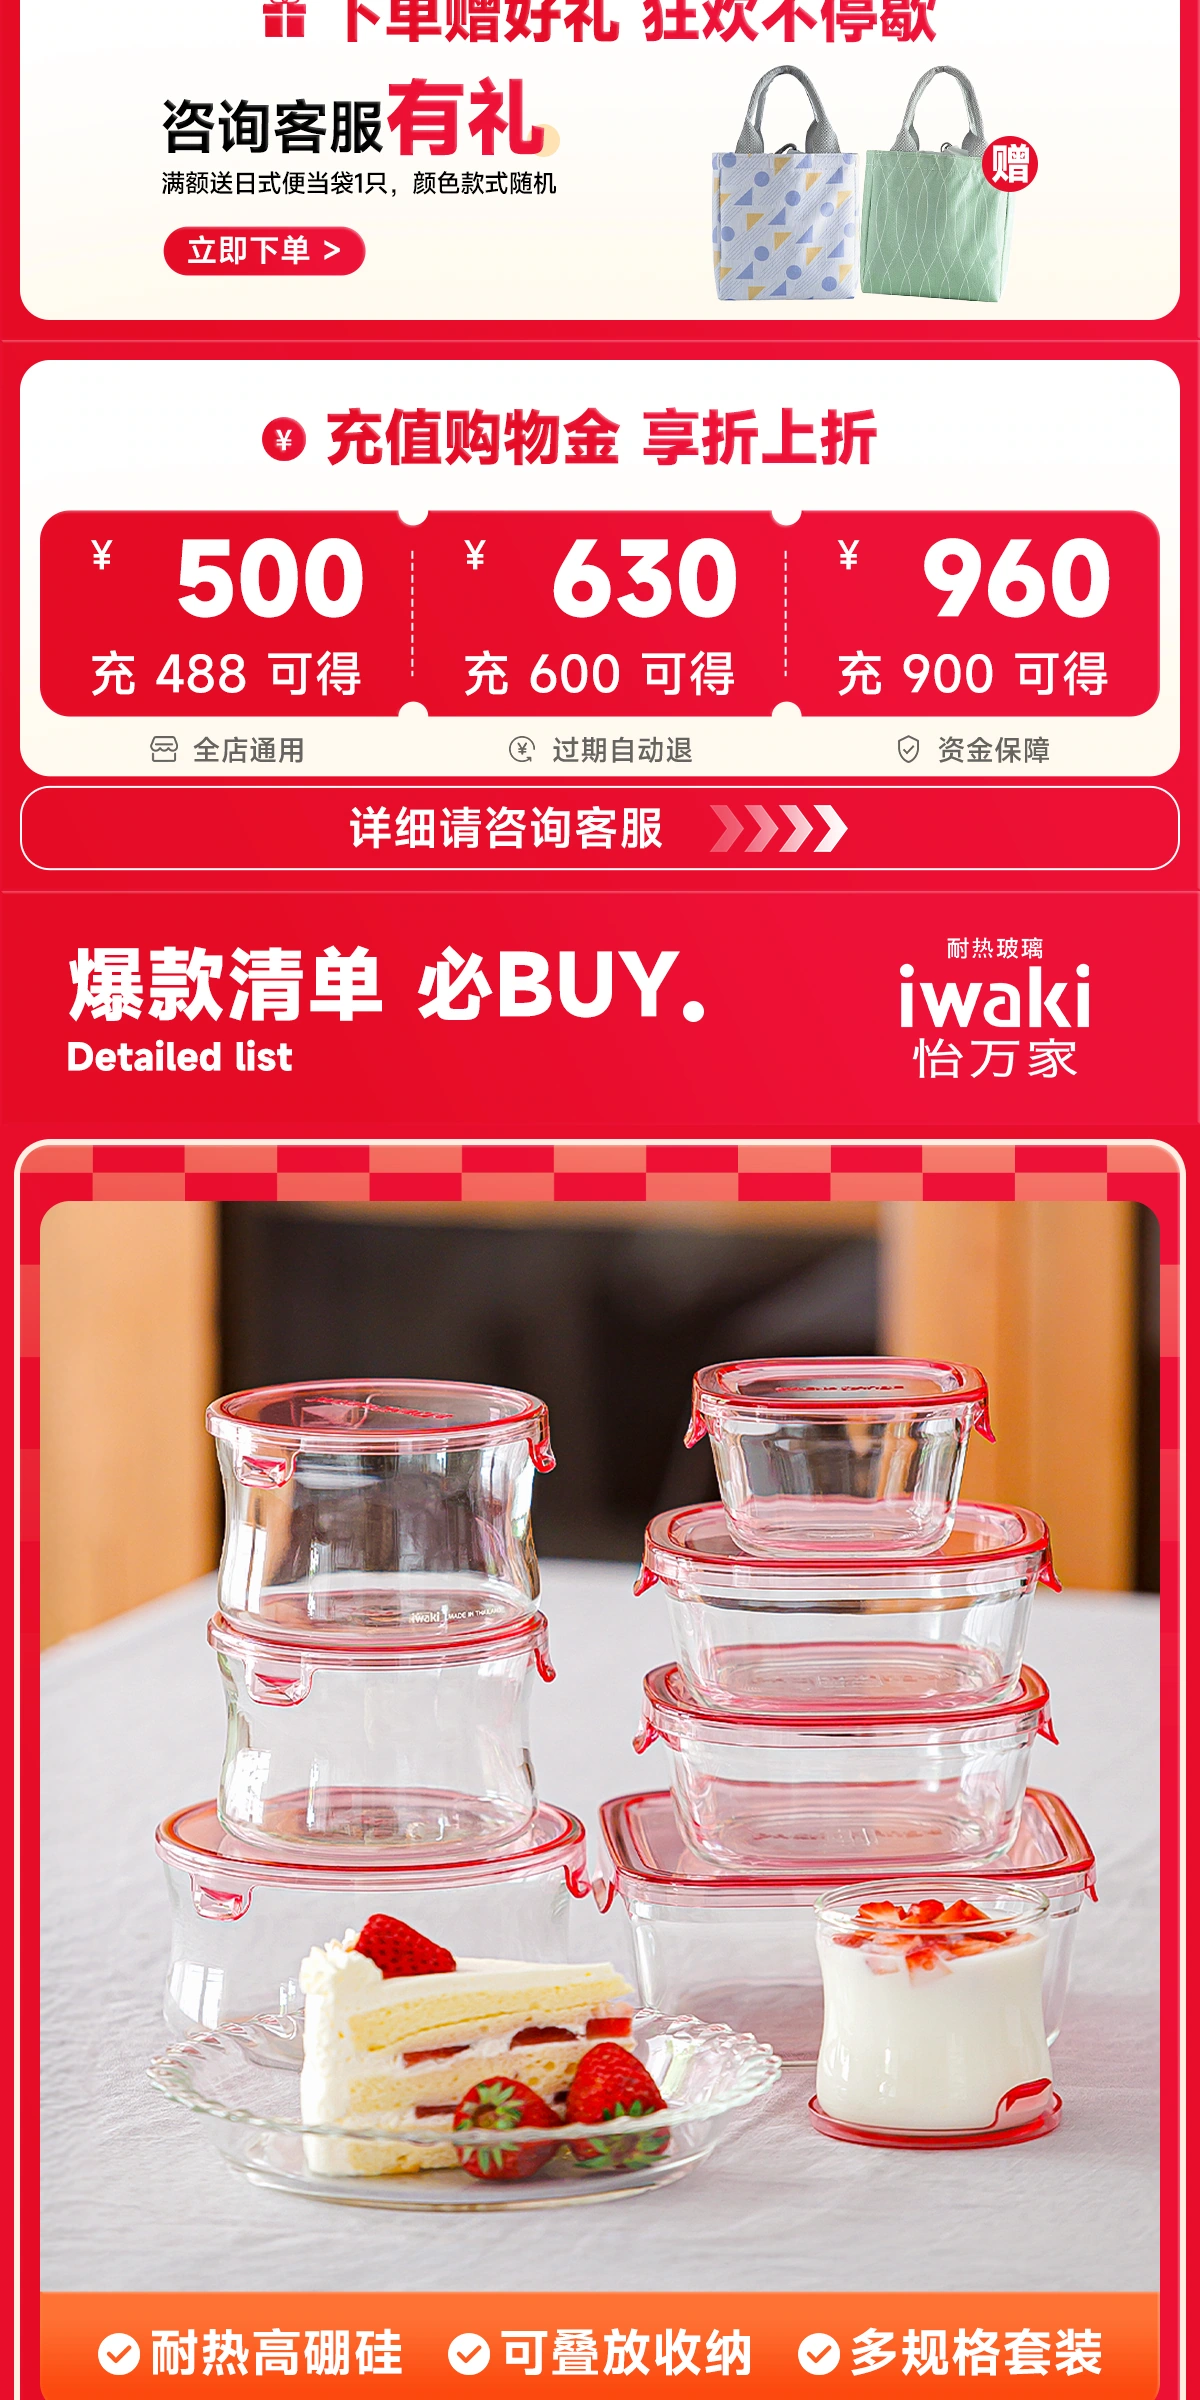 下单赠好礼 狂欢不停歇
咨询客服有礼
满额送日式便当袋1只，颜色款式随机
立即下单 >
赠
¥ 充值购物金 享折上折
¥ 500
充 488 可得
¥ 630
充 600 可得
¥ 960
充 900 可得
全店通用
¥ 过期自动退
资金保障
详细请咨询客服
爆款清单 必BUY.
Detailed list
耐热玻璃
iwaki
怡万家
iwaki MADE IN THAILAND
耐热高硼硅
可叠放收纳
多规格套装